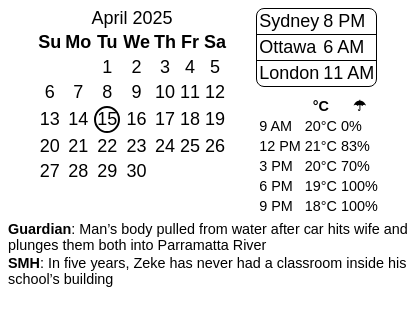 April 2025
Su Mo Tu We Th Fr Sa
1 2 3 4 5
6 7 8 9 10 11 12
13 14 15 16 17 18 19
20 21 22 23 24 25 26
27 28 29 30
Sydney 8 PM
Ottawa 6 AM
London 11 AM
°C ☂
9 AM 20°C 0%
12 PM 21°C 83%
3 PM 20°C 70%
6 PM 19°C 100%
9 PM 18°C 100%
Guardian: Man’s body pulled from water after car hits wife and
plunges them both into Parramatta River
SMH: In five years, Zeke has never had a classroom inside his
school’s building